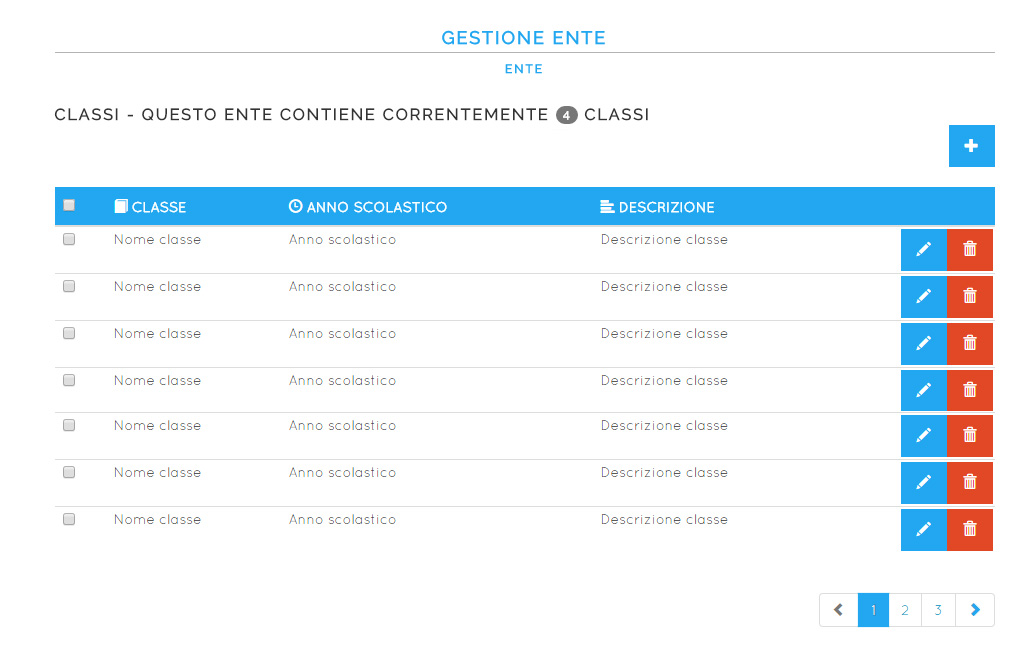 GESTIONE ENTE
ENTE
CLASSI - QUESTO ENTE CONTIENE CORRENTEMENTE 4 CLASSI
CLASSE ANNO SCOLASTICO DESCRIZIONE
Nome classe Anno scolastico Descrizione classe
Nome classe Anno scolastico Descrizione classe
Nome classe Anno scolastico Descrizione classe
Nome classe Anno scolastico Descrizione classe
Nome classe Anno scolastico Descrizione classe
Nome classe Anno scolastico Descrizione classe
Nome classe Anno scolastico Descrizione classe
1 2 3